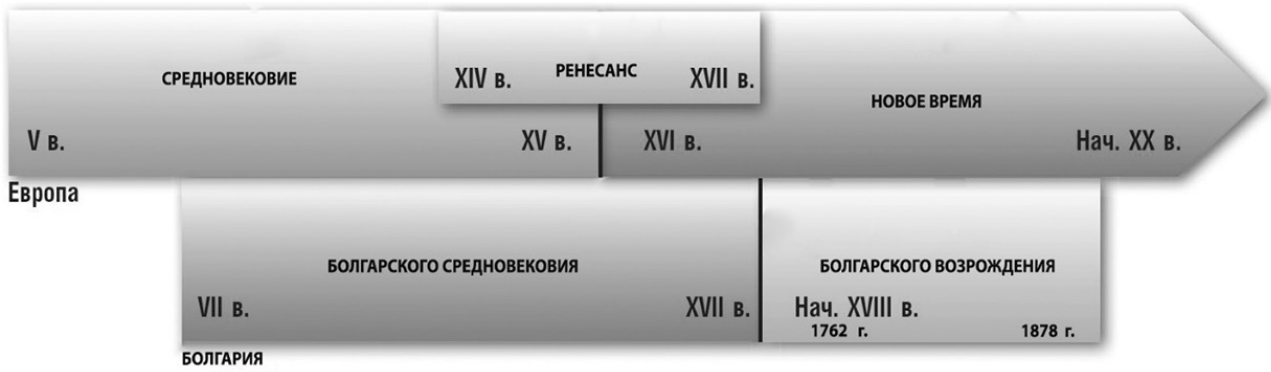 СРЕДНОВЕКОВИЕ
XIV в. РЕНЕСАНС XVII в.
НОВОЕ ВРЕМЯ
V в. XV в. XVI в. Нач. XX в.
Европа
БОЛГАРСКОГО СРЕДНОВЕКОВИЯ БОЛГАРСКОГО ВОЗРОЖДЕНИЯ
VII в. XVII в. Нач. XVIII в.
1762 г. 1878 г.
БОЛГАРИЯ